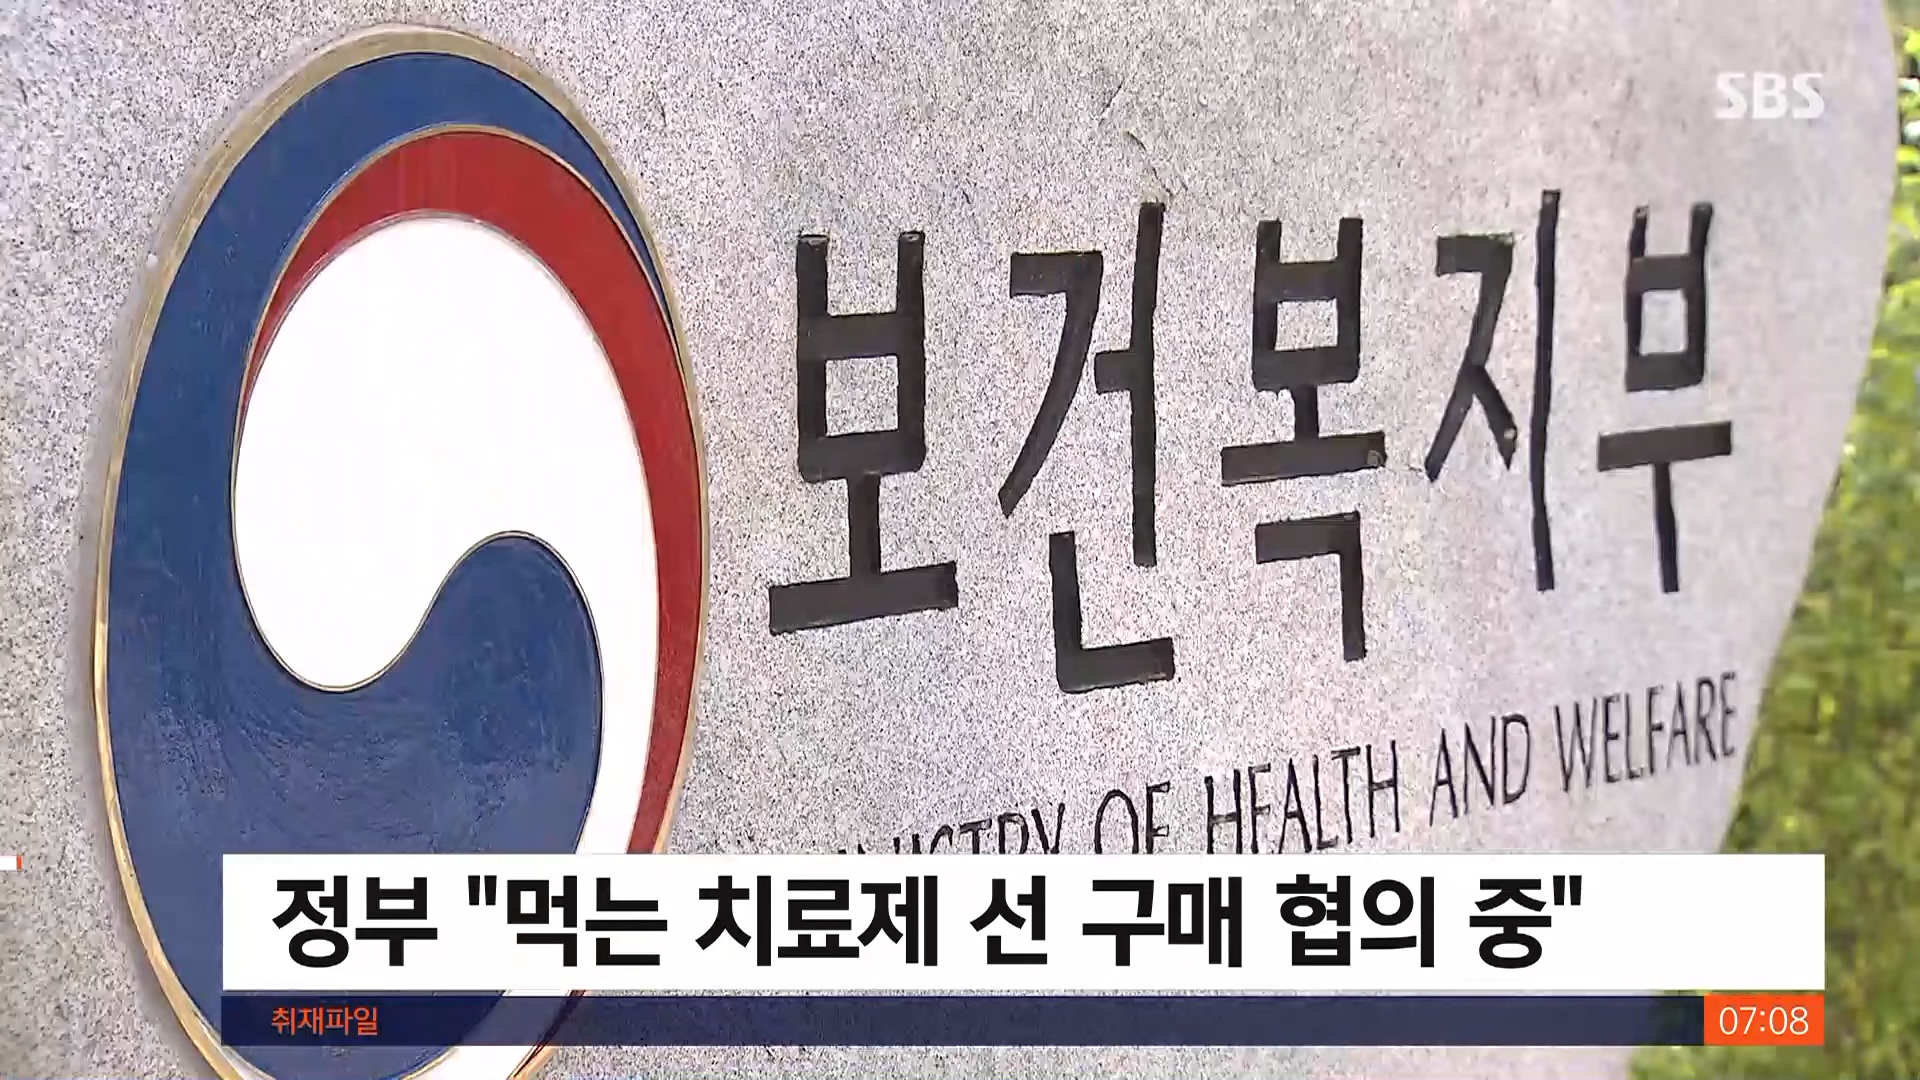 SBS
보건복지부
OF HEALTH AND WELFARE
정부 "먹는 치료제 선 구매 협의 중"
취재파일
07:08